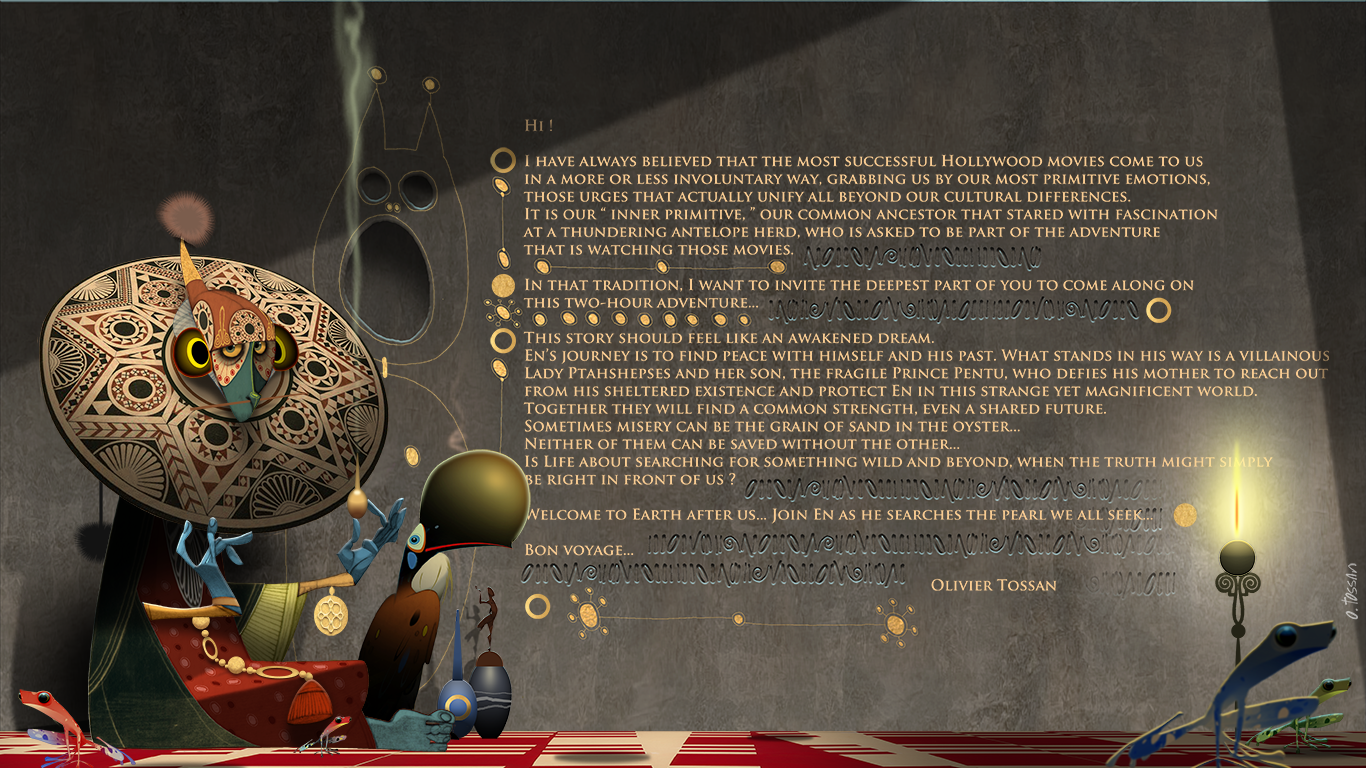 Hi !
I have always believed that the most successful Hollywood movies come to us
in a more or less involuntary way, grabbing us by our most primitive emotions,
those urges that actually unify all beyond our cultural differences.
It is our “ inner primitive, ” our common ancestor that stared with fascination
at a thundering antelope herd, who is asked to be part of the adventure
that is watching those movies.
In that tradition, I want to invite the deepest part of you to come along on
this two-hour adventure...
This story should feel like an awakened dream.
En's journey is to find peace with himself and his past. What stands in his way is a villainous
Lady Ptahshepses and her son, the fragile Prince Pentu, who defies his mother to reach out
from his sheltered existence and protect En in this strange yet magnificent world.
Together they will find a common strength, even a shared future.
Sometimes misery can be the grain of sand in the oyster...
Neither of them can be saved without the other...
Is Life about searching for something wild and beyond, when the truth might simply
be right in front of us ?
Welcome to Earth after us... Join En as he searches the pearl we all seek...
Bon voyage...
Olivier Tossan
O. Tossan